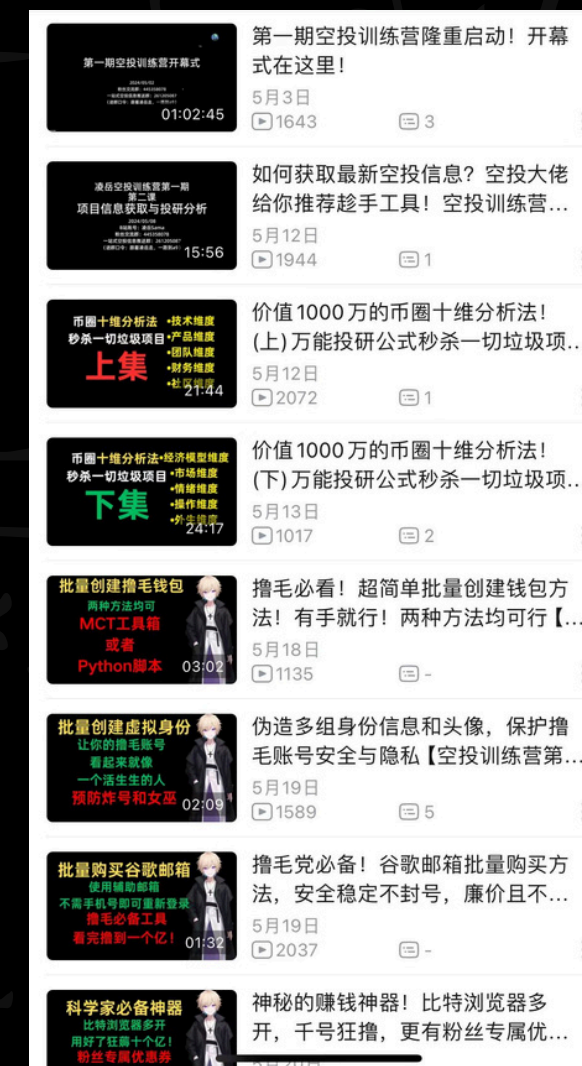 第一期空投训练营开幕式
2024/05/02
01:02:45
第一期空投训练营隆重启动！开幕
式在这里！
5月3日
1643
3
凌岳空投训练营第一期
第二课
项目信息获取与投研分析
2024/05/08
15:56
如何获取最新空投信息？空投大佬
给你推荐趁手工具！空投训练营…
5月12日
1944
1
币圈十维分析法
秒杀一切垃圾项目
上集
•技术维度
•产品维度
•团队维度
•财务维度
•社区维度
21:44
价值1000万的币圈十维分析法！
(上)万能投研公式秒杀一切垃圾项…
5月12日
2072
1
币圈十维分析法
秒杀一切垃圾项目
下集
•经济模型维度
•市场维度
•情绪维度
•操作维度
•外生维度
24:17
价值1000万的币圈十维分析法！
(下)万能投研公式秒杀一切垃圾项…
5月13日
1017
2
批量创建撸毛钱包
两种方法均可
MCT工具箱
或者
Python脚本
03:02
撸毛必看！超简单批量创建钱包方
法！有手就行！两种方法均可行【…
5月18日
1135
-
批量创建虚拟身份
让你的撸毛账号
看起来就像
一个活生生的人
预防炸号和女巫
02:09
伪造多组身份信息和头像，保护撸
毛账号安全与隐私【空投训练营第…
5月19日
1589
5
批量购买谷歌邮箱
使用辅助邮箱
不需手机号即可重新登录
撸毛必备工具
看完撸到一个亿！
01:32
撸毛党必备！谷歌邮箱批量购买方
法，安全稳定不封号，廉价且不…
5月19日
2037
-
科学家必备神器
比特浏览器多开
用好了狂薅十个亿！
粉丝专属优惠券
神秘的赚钱神器！比特浏览器多
开，千号狂撸，更有粉丝专属优…
5月20日